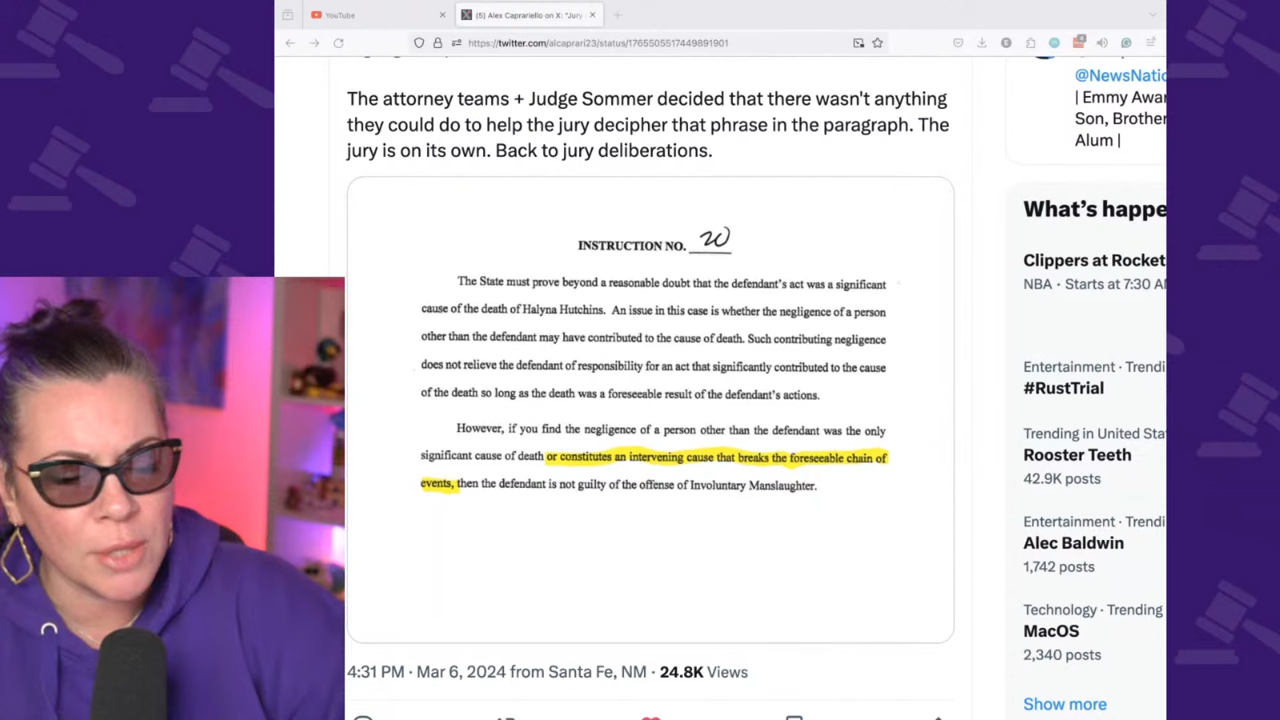 YouTube
(5) Alex Caprariello on X: "Jury
https://twitter.com/alcaprari23/status/1765505517449891901
@NewsNatio
| Emmy Awar
Son, Brother
Alum |
The attorney teams + Judge Sommer decided that there wasn't anything
they could do to help the jury decipher that phrase in the paragraph. The
jury is on its own. Back to jury deliberations.
INSTRUCTION NO. 20
The State must prove beyond a reasonable doubt that the defendant's act was a significant
cause of the death of Halyna Hutchins. An issue in this case is whether the negligence of a person
other than the defendant may have contributed to the cause of death. Such contributing negligence
does not relieve the defendant of responsibility for an act that significantly contributed to the cause
of the death so long as the death was a foreseeable result of the defendant's actions.
However, if you find the negligence of a person other than the defendant was the only
significant cause of death or constitutes an intervening cause that breaks the foreseeable chain of
events, then the defendant is not guilty of the offense of Involuntary Manslaughter.
4:31 PM · Mar 6, 2024 from Santa Fe, NM · 24.8K Views
What's happe
Clippers at Rocket
NBA · Starts at 7:30 AM
Entertainment · Trendi
#RustTrial
Trending in United Sta
Rooster Teeth
42.9K posts
Entertainment · Trendi
Alec Baldwin
1,742 posts
Technology · Trending
MacOS
2,340 posts
Show more